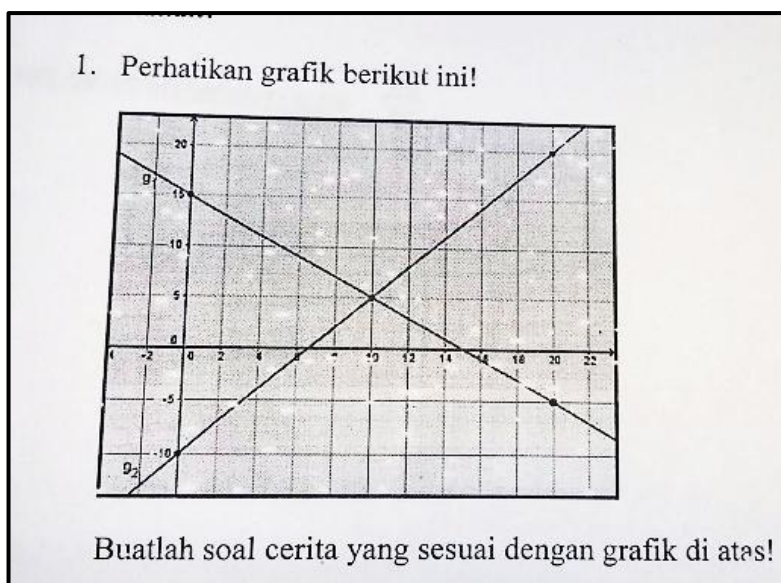 1. Perhatikan grafik berikut ini!
20
g
15
10
5
0
-2 0 2 4 10 12 14 16 18 20 22
-5
-10
g2
Buatlah soal cerita yang sesuai dengan grafik di atas!